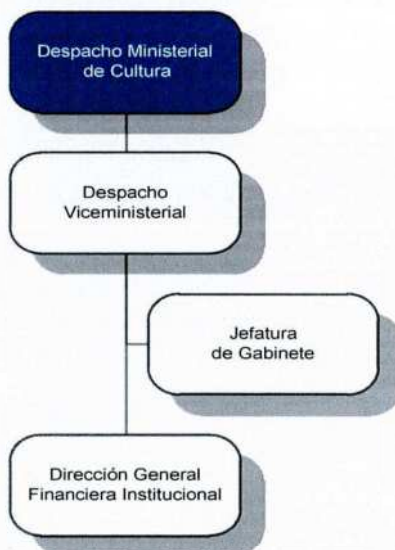 Despacho Ministerial
de Cultura
Despacho
Viceministerial
Jefatura
de Gabinete
Dirección General
Financiera Institucional